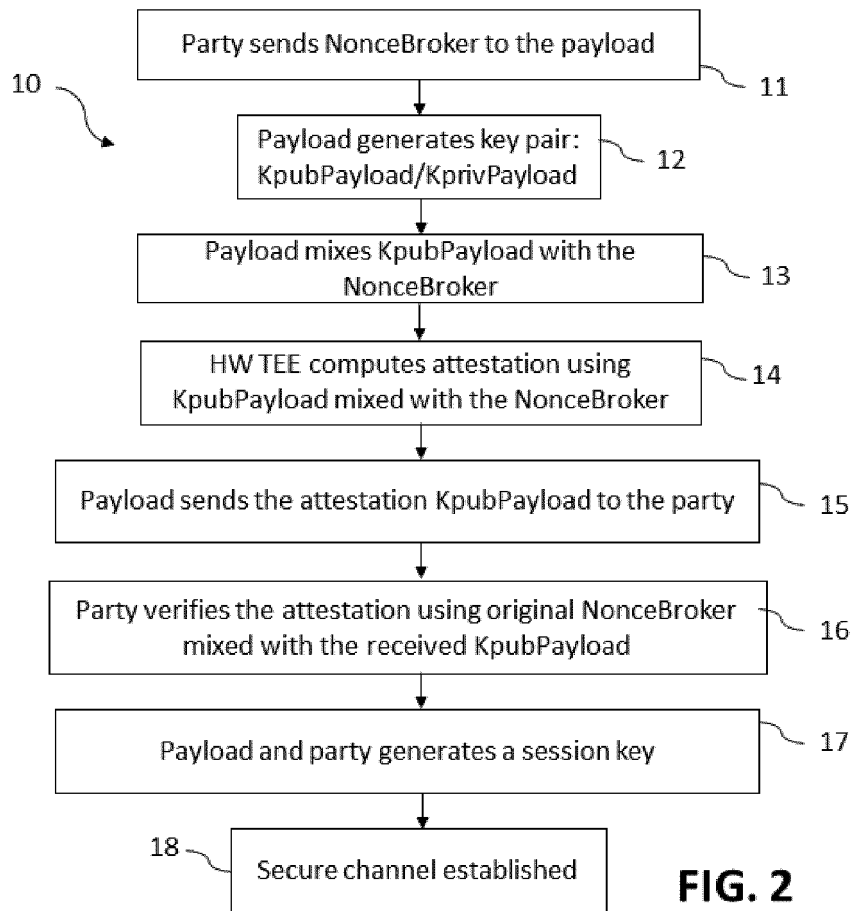 Party sends NonceBroker to the payload
11
10
Payload generates key pair:
KpubPayload/KprivPayload
12
Payload mixes KpubPayload with the
NonceBroker
13
HW TEE computes attestation using
KpubPayload mixed with the NonceBroker
14
Payload sends the attestation KpubPayload to the party
15
Party verifies the attestation using original NonceBroker
mixed with the received KpubPayload
16
Payload and party generates a session key
17
18
Secure channel established
FIG. 2